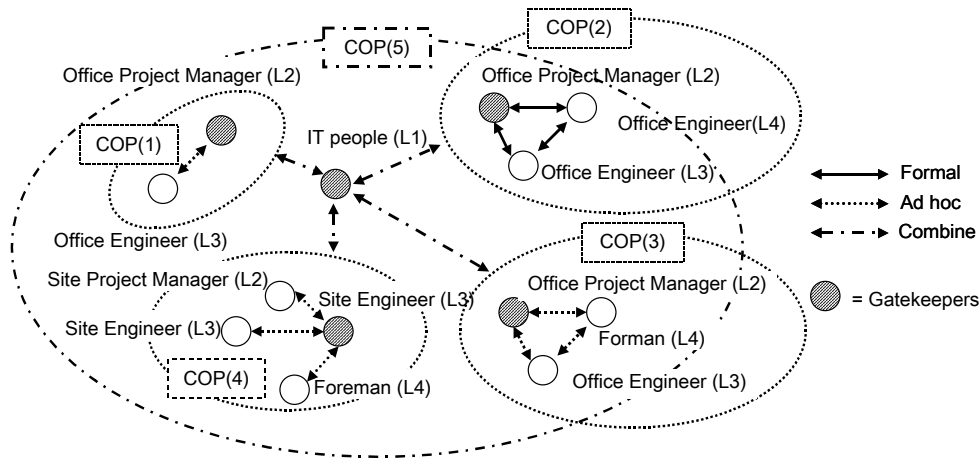 COP(5)
COP(2)
Office Project Manager (L2)
Office Project Manager (L2)
COP(1)
IT people (L1)
Office Engineer(L4)
Office Engineer (L3)
Formal
Ad hoc
Combine
Office Engineer (L3)
COP(3)
Site Project Manager (L2)
Site Engineer (L3)
Office Project Manager (L2)
= Gatekeepers
Site Engineer (L3)
Forman (L4)
COP(4)
Foreman (L4)
Office Engineer (L3)